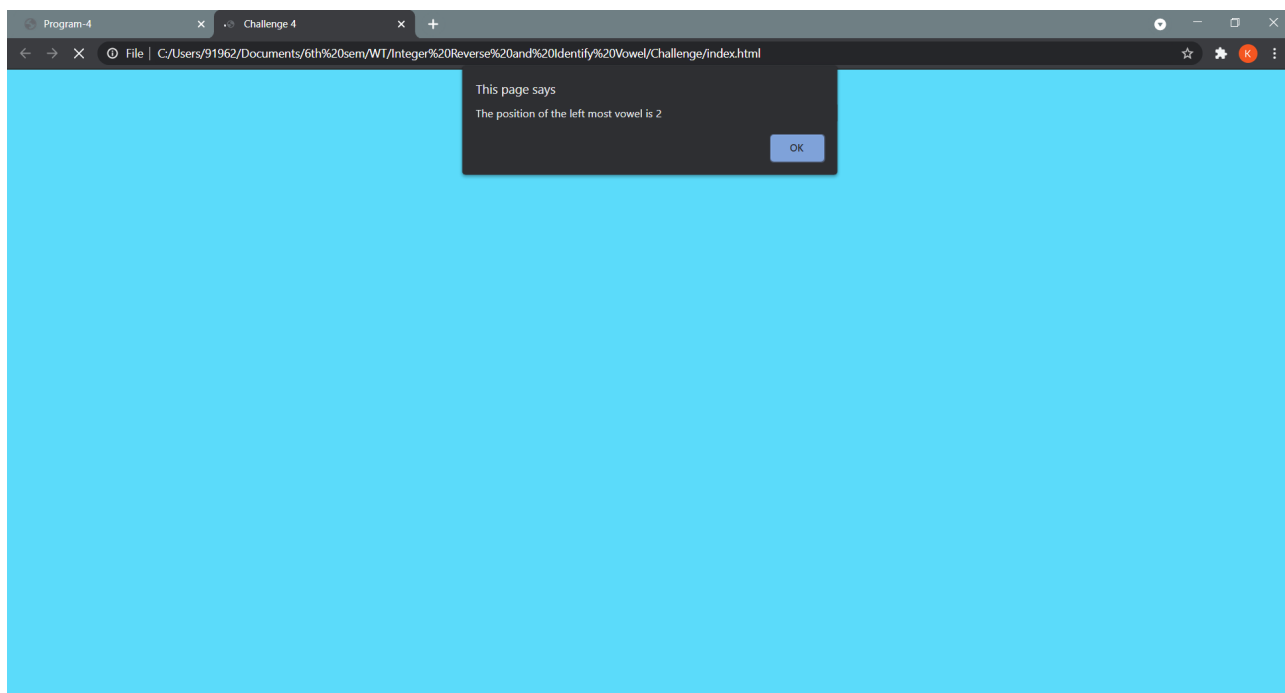 Program-4
Challenge 4
File | C:/Users/91962/Documents/6th%20sem/WT/Integer%20Reverse%20and%20Identify%20Vowel/Challenge/index.html
K
This page says
The position of the left most vowel is 2
OK